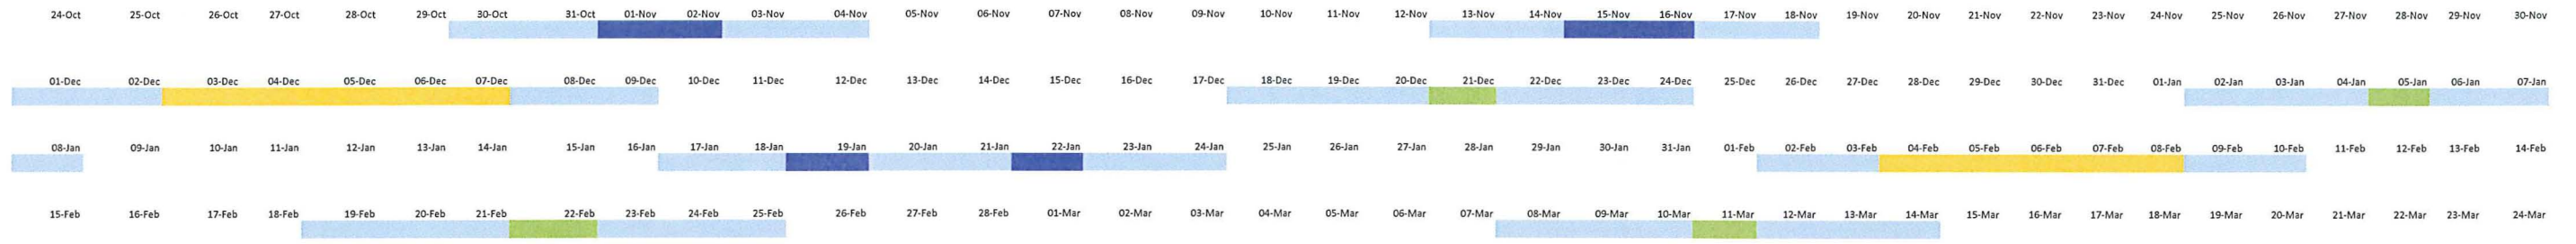 24-Oct 25-Oct 26-Oct 27-Oct 28-Oct 29-Oct 30-Oct 31-Oct 01-Nov 02-Nov 03-Nov 04-Nov 05-Nov 06-Nov 07-Nov 08-Nov 09-Nov 10-Nov 11-Nov 12-Nov 13-Nov 14-Nov 15-Nov 16-Nov 17-Nov 18-Nov 19-Nov 20-Nov 21-Nov 22-Nov 23-Nov 24-Nov 25-Nov 26-Nov 27-Nov 28-Nov 29-Nov 30-Nov
01-Dec 02-Dec 03-Dec 04-Dec 05-Dec 06-Dec 07-Dec 08-Dec 09-Dec 10-Dec 11-Dec 12-Dec 13-Dec 14-Dec 15-Dec 16-Dec 17-Dec 18-Dec 19-Dec 20-Dec 21-Dec 22-Dec 23-Dec 24-Dec 25-Dec 26-Dec 27-Dec 28-Dec 29-Dec 30-Dec 31-Dec 01-Jan 02-Jan 03-Jan 04-Jan 05-Jan 06-Jan 07-Jan
08-Jan 09-Jan 10-Jan 11-Jan 12-Jan 13-Jan 14-Jan 15-Jan 16-Jan 17-Jan 18-Jan 19-Jan 20-Jan 21-Jan 22-Jan 23-Jan 24-Jan 25-Jan 26-Jan 27-Jan 28-Jan 29-Jan 30-Jan 31-Jan 01-Feb 02-Feb 03-Feb 04-Feb 05-Feb 06-Feb 07-Feb 08-Feb 09-Feb 10-Feb 11-Feb 12-Feb 13-Feb 14-Feb
15-Feb 16-Feb 17-Feb 18-Feb 19-Feb 20-Feb 21-Feb 22-Feb 23-Feb 24-Feb 25-Feb 26-Feb 27-Feb 28-Feb 01-Mar 02-Mar 03-Mar 04-Mar 05-Mar 06-Mar 07-Mar 08-Mar 09-Mar 10-Mar 11-Mar 12-Mar 13-Mar 14-Mar 15-Mar 16-Mar 17-Mar 18-Mar 19-Mar 20-Mar 21-Mar 22-Mar 23-Mar 24-Mar